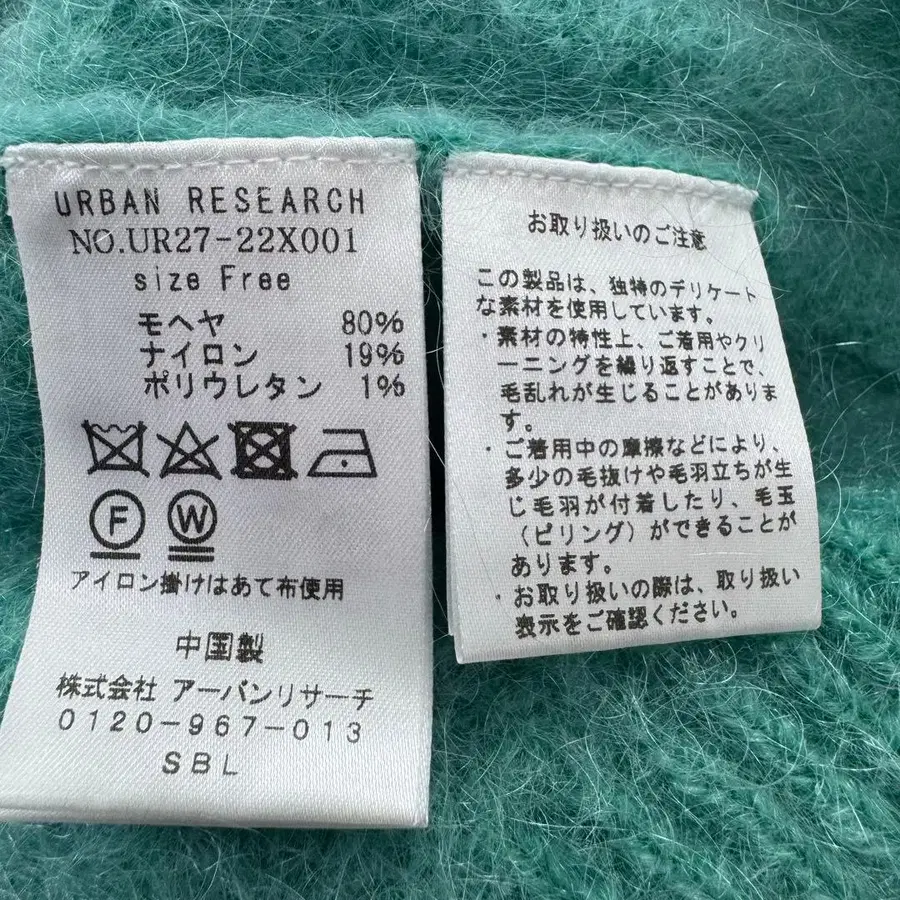 URBAN RESEARCH
NO.UR27-22X001
size Free
モヘヤ 80%
ナイロン 19%
ポリウレタン 1%
F W
アイロン掛けはあて布使用
中国製
株式会社 アーバンリサーチ
0120-967-013
SBL
お取り扱いのご注意
この製品は、独特のデリケート
な素材を使用しています。
・素材の特性上、ご着用やクリ
ーニングを繰り返すことで、
毛乱れが生じることがありま
す。
・ご着用中の摩擦などにより、
多少の毛抜けや毛羽立ちが生
じ毛羽が付着したり、毛玉
（ピリング）ができることが
あります。
・お取り扱いの際は、取り扱い
表示をご確認ください。